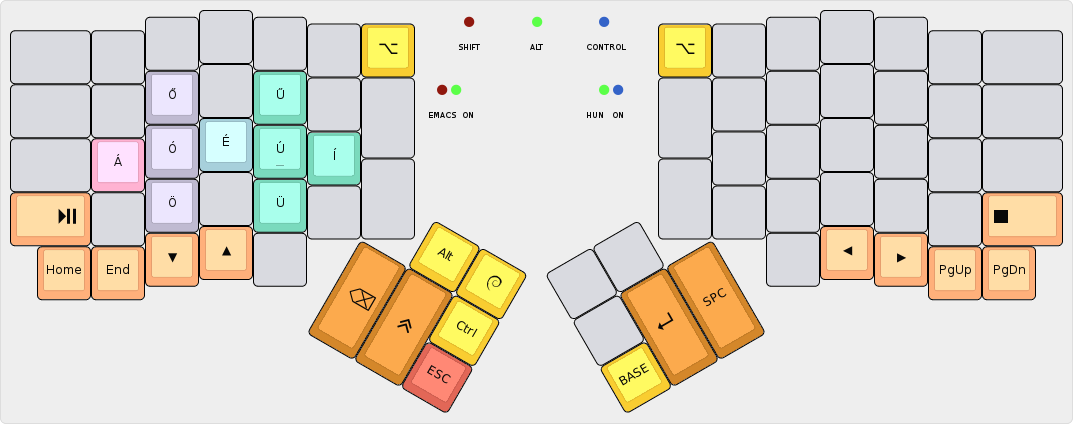 ⌥
SHIFT
ALT
CONTROL
⌥
Ő
Ű
EMACS ON
HUN ON
Á
Ó
É
Ú
Í
Ö
Ü
Home
End
▼
▲
◀
▶
PgUp
PgDn
Alt
Ctrl
ESC
SPC
BASE